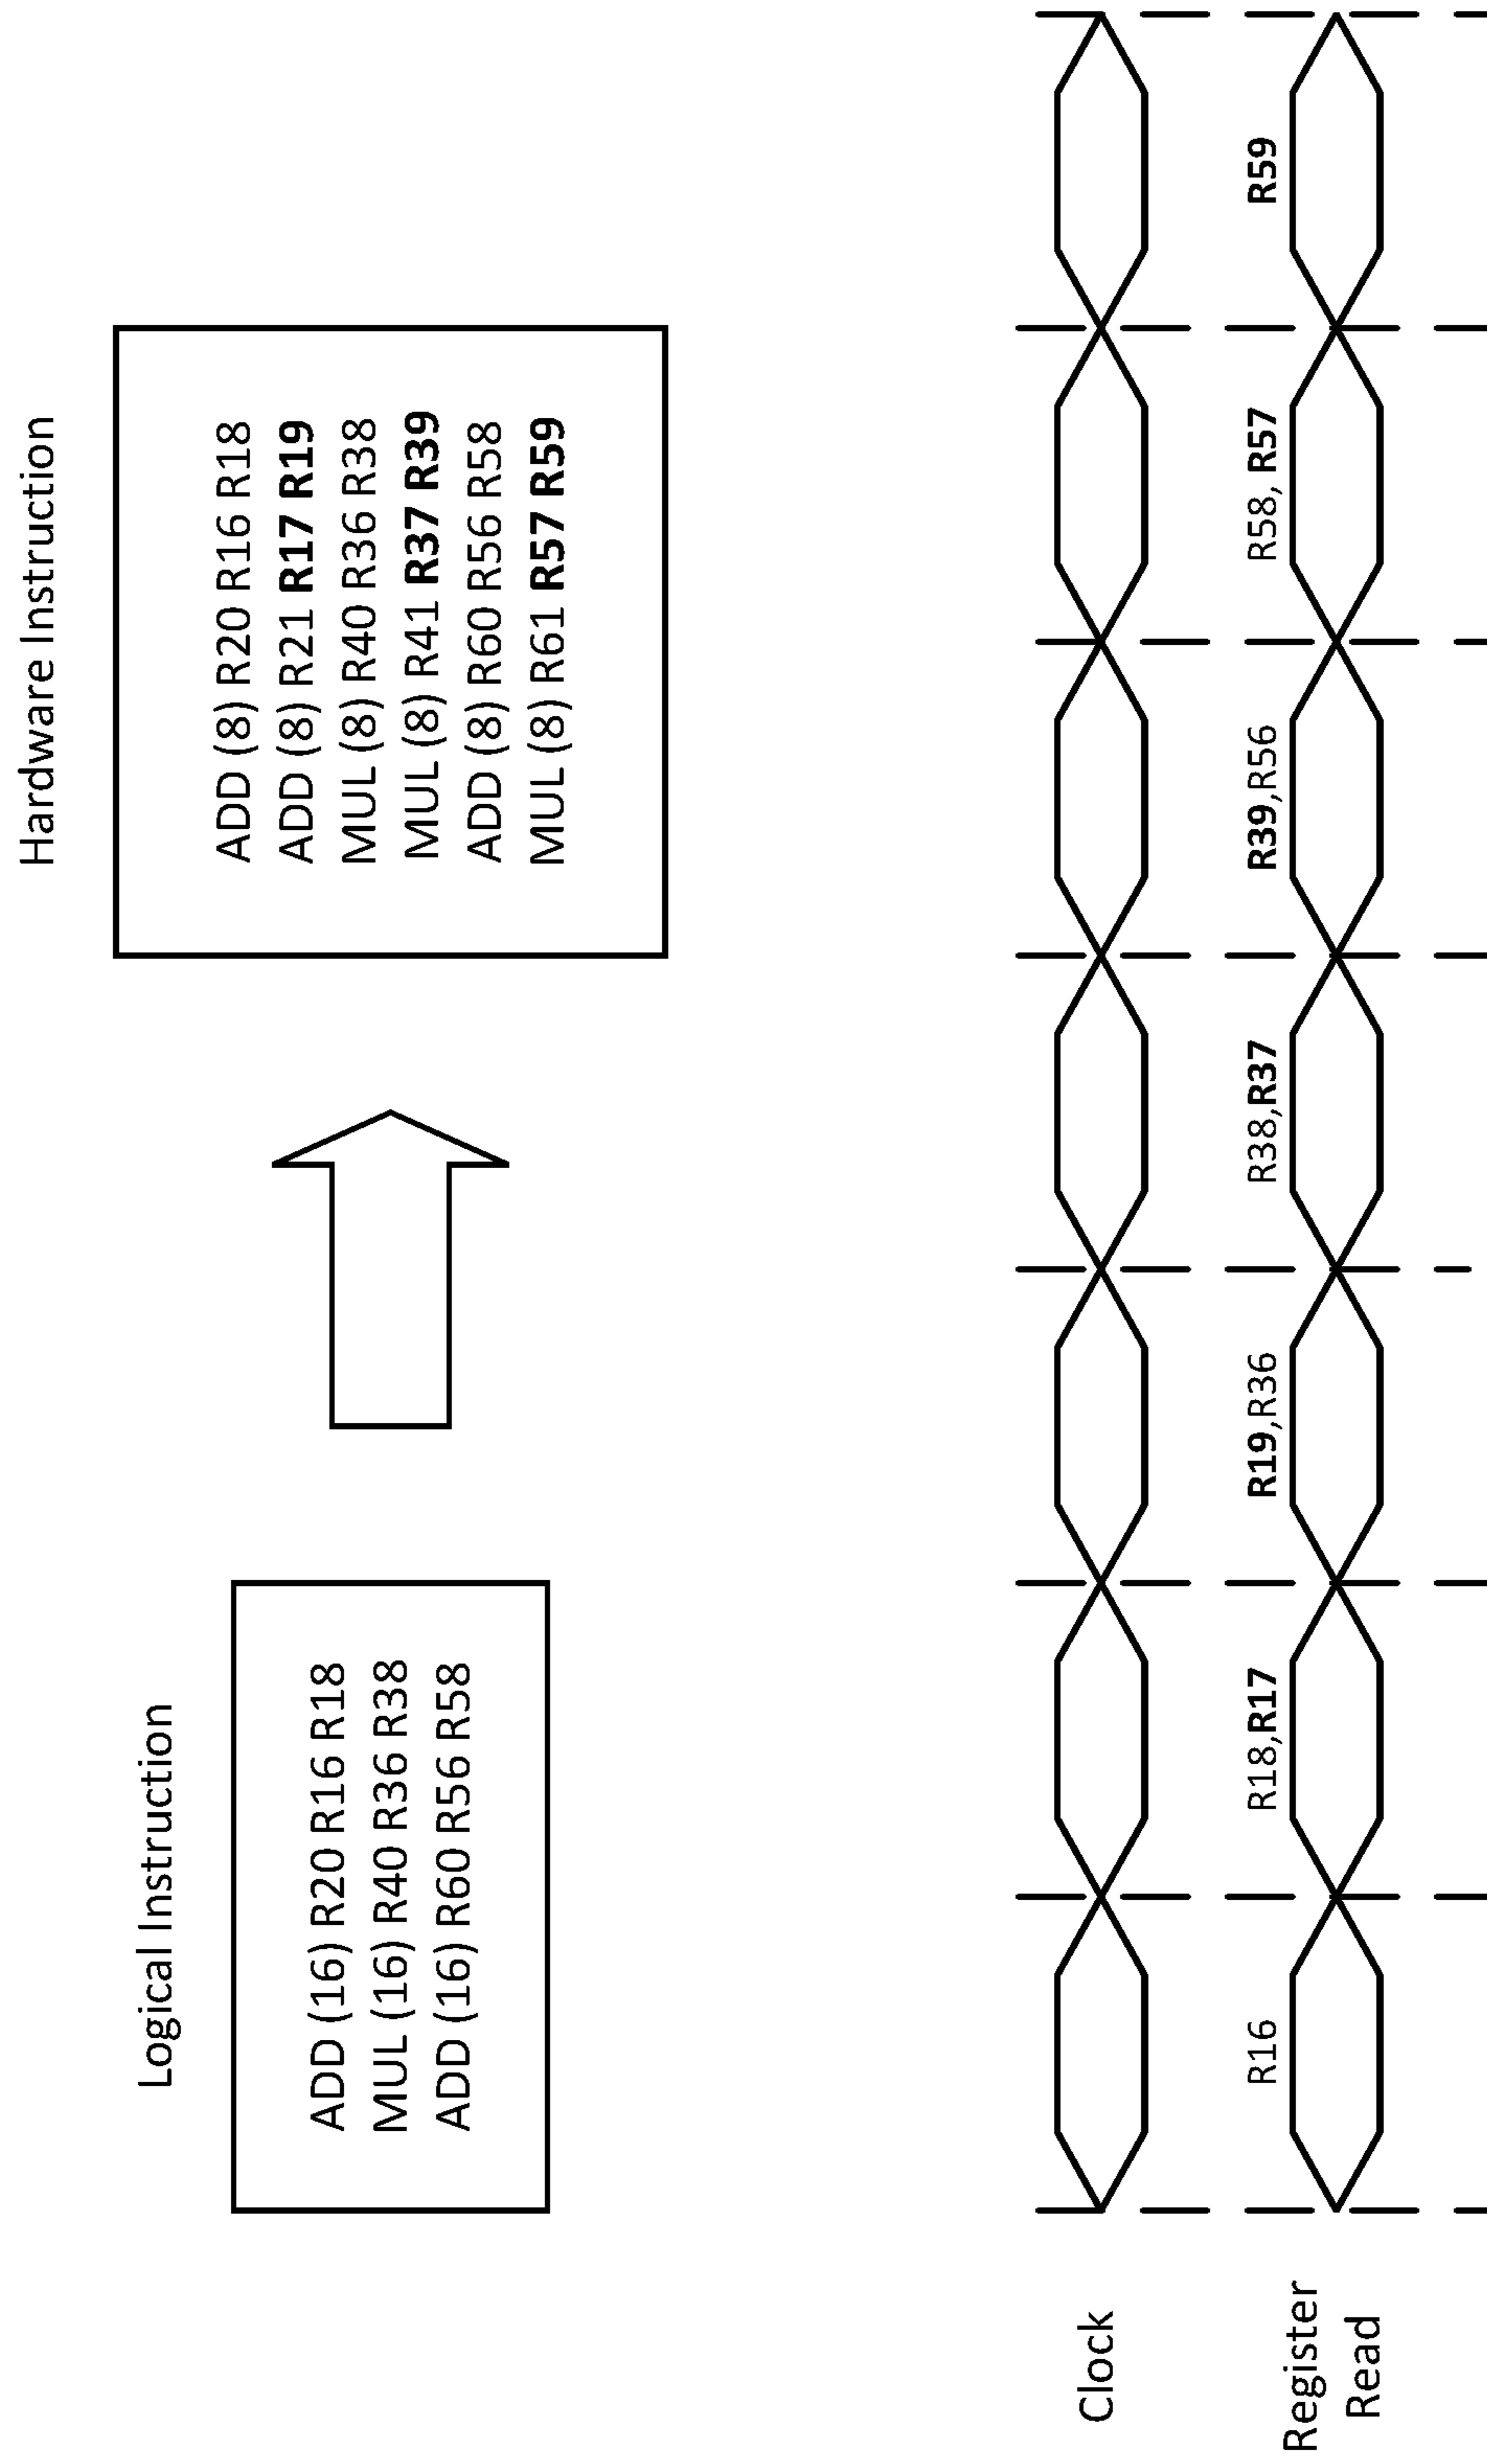 Logical Instruction
ADD (16) R20 R16 R18
MUL (16) R40 R36 R38
ADD (16) R60 R56 R58
Hardware Instruction
ADD (8) R20 R16 R18
ADD (8) R21 R17 R19
MUL (8) R40 R36 R38
MUL (8) R41 R37 R39
ADD (8) R60 R56 R58
MUL (8) R61 R57 R59
Clock
Register
Read
R16
R18,R17
R19,R36
R38,R37
R39,R56
R58, R57
R59